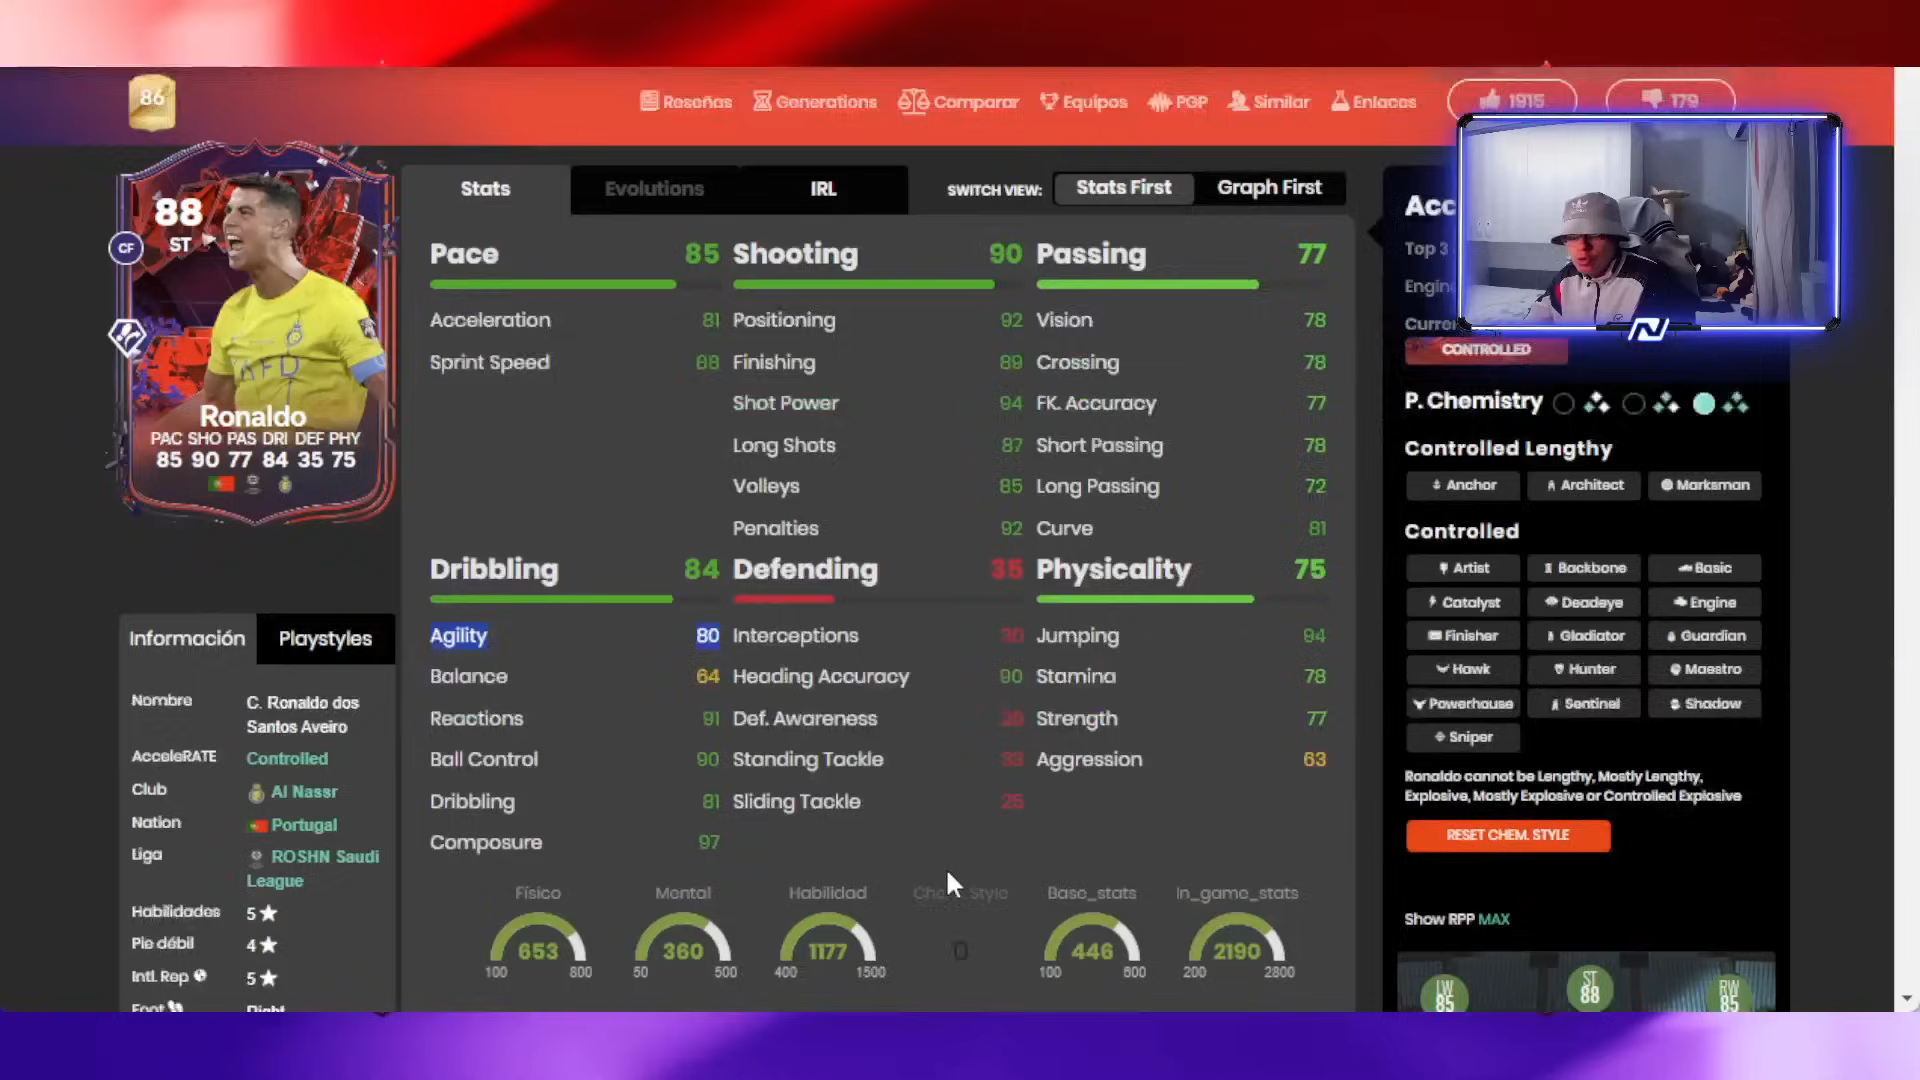 86
Reseñas Generations Comparar Equipos PGP Similar Enlaces 1915 179
88
ST
CF
Ronaldo
PAC SHO PAS DRI DEF PHY
85 90 77 84 35 75
Stats Evolutions IRL SWITCH VIEW: Stats First Graph First
Pace 85
Acceleration 81
Sprint Speed 88
Shooting 90
Positioning 92
Finishing 89
Shot Power 94
Long Shots 87
Volleys 85
Penalties 92
Passing 77
Vision 78
Crossing 78
FK. Accuracy 77
Short Passing 78
Long Passing 72
Curve 81
Dribbling 84
Agility 80
Balance 64
Reactions 91
Ball Control 90
Dribbling 81
Composure 97
Defending 35
Interceptions
Heading Accuracy 90
Def. Awareness
Standing Tackle
Sliding Tackle 25
Physicality 75
Jumping 94
Stamina 78
Strength 77
Aggression 63
Físico
653
100 800
Mental
360
50 500
Habilidad
1177
400 1500
Style
0
Base_stats
446
100 600
In_game_stats
2190
200 2800
Información Playstyles
Nombre C. Ronaldo dos
Santos Aveiro
AcceleRATE Controlled
Club Al Nassr
Nation Portugal
Liga ROSHN Saudi
League
Habilidades 5
Pie débil 4
Intl. Rep 5
Foot Right
Acc
Top 3
Engin
Curre
CONTROLLED
P. Chemistry
Controlled Lengthy
Anchor Architect Marksman
Controlled
Artist Backbone Basic
Catalyst Deadeye Engine
Finisher Gladiator Guardian
Hawk Hunter Maestro
Powerhouse Sentinel Shadow
Sniper
Ronaldo cannot be Lengthy, Mostly Lengthy,
Explosive, Mostly Explosive or Controlled Explosive
RESET CHEM. STYLE
Show RPP MAX
LW
85
ST
88
RW
85